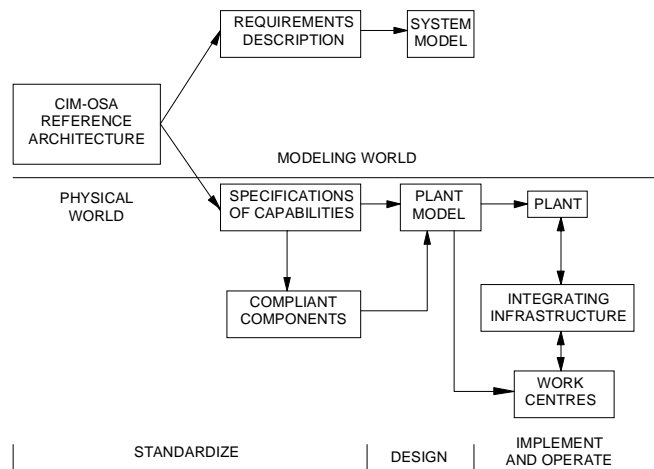 REQUIREMENTS
DESCRIPTION
SYSTEM
MODEL
CIM-OSA
REFERENCE
ARCHITECTURE
MODELING WORLD
PHYSICAL
WORLD
SPECIFICATIONS
OF CAPABILITIES
PLANT
MODEL
PLANT
COMPLIANT
COMPONENTS
INTEGRATING
INFRASTRUCTURE
WORK
CENTRES
STANDARDIZE
DESIGN
IMPLEMENT
AND OPERATE